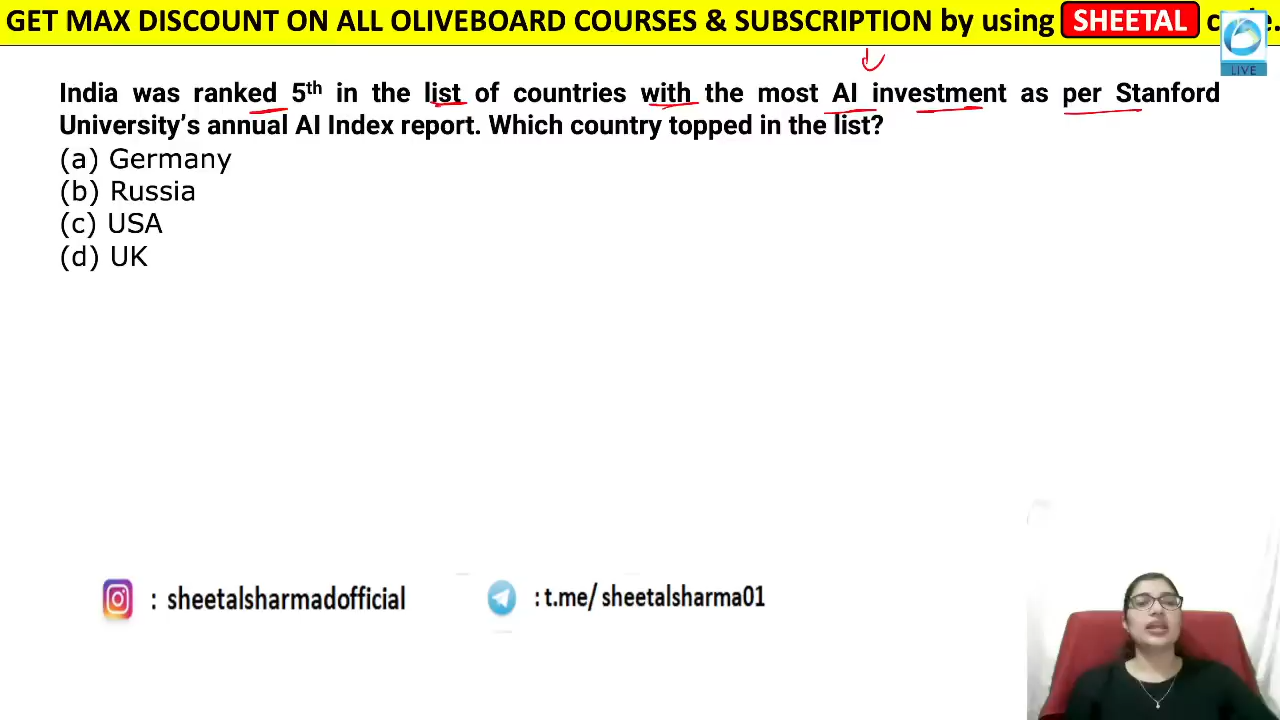 GET MAX DISCOUNT ON ALL OLIVEBOARD COURSES & SUBSCRIPTION by using SHEETAL
LIVE
India was ranked 5th in the list of countries with the most AI investment as per Stanford
University's annual AI Index report. Which country topped in the list?
(a) Germany
(b) Russia
(c) USA
(d) UK
: sheetalsharmadofficial
: t.me/ sheetalsharma01